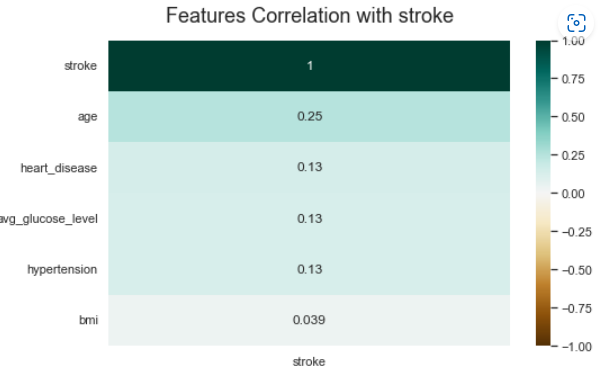 Features Correlation with stroke
stroke 1
age 0.25
heart_disease 0.13
avg_glucose_level 0.13
hypertension 0.13
bmi 0.039
stroke
1.00
0.75
0.50
0.25
0.00
−0.25
−0.50
−0.75
−1.00